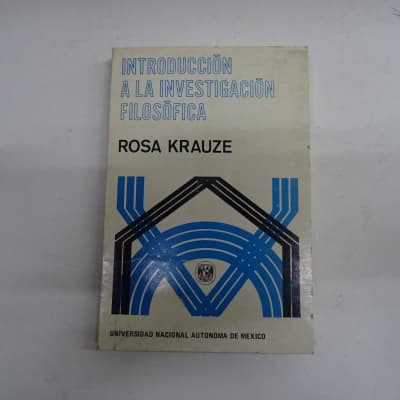 INTRODUCCIÓN
A LA INVESTIGACIÓN
FILOSÓFICA
ROSA KRAUZE
UNIVERSIDAD NACIONAL AUTONOMA DE MEXICO